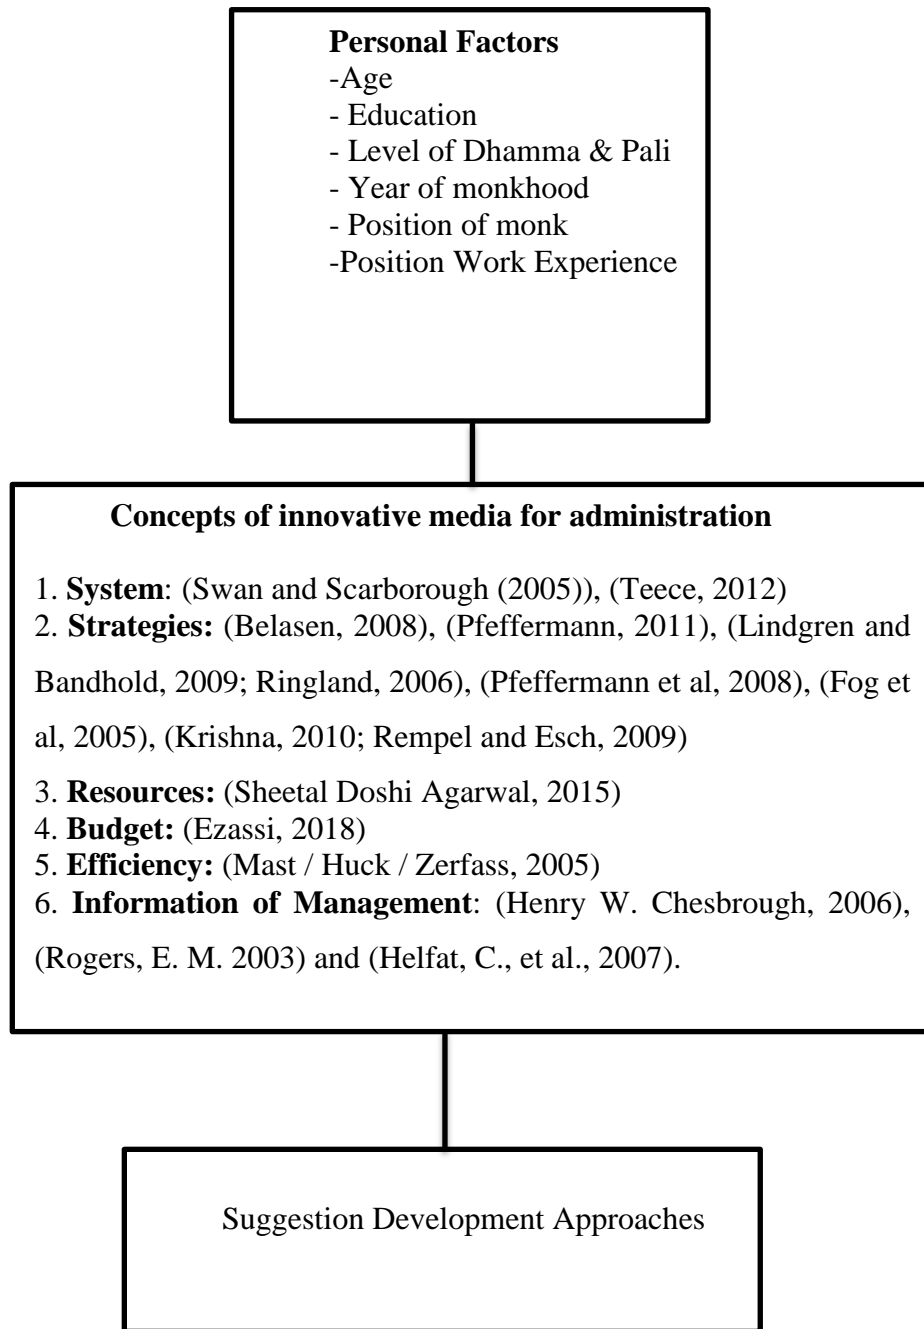 Personal Factors
-Age
- Education
- Level of Dhamma & Pali
- Year of monkhood
- Position of monk
-Position Work Experience
Concepts of innovative media for administration
1. System: (Swan and Scarborough (2005)), (Teece, 2012)
2. Strategies: (Belasen, 2008), (Pfeffermann, 2011), (Lindgren and
Bandhold, 2009; Ringland, 2006), (Pfeffermann et al, 2008), (Fog et
al, 2005), (Krishna, 2010; Rempel and Esch, 2009)
3. Resources: (Sheetal Doshi Agarwal, 2015)
4. Budget: (Ezassi, 2018)
5. Efficiency: (Mast / Huck / Zerfass, 2005)
6. Information of Management: (Henry W. Chesbrough, 2006),
(Rogers, E. M. 2003) and (Helfat, C., et al., 2007).
Suggestion Development Approaches